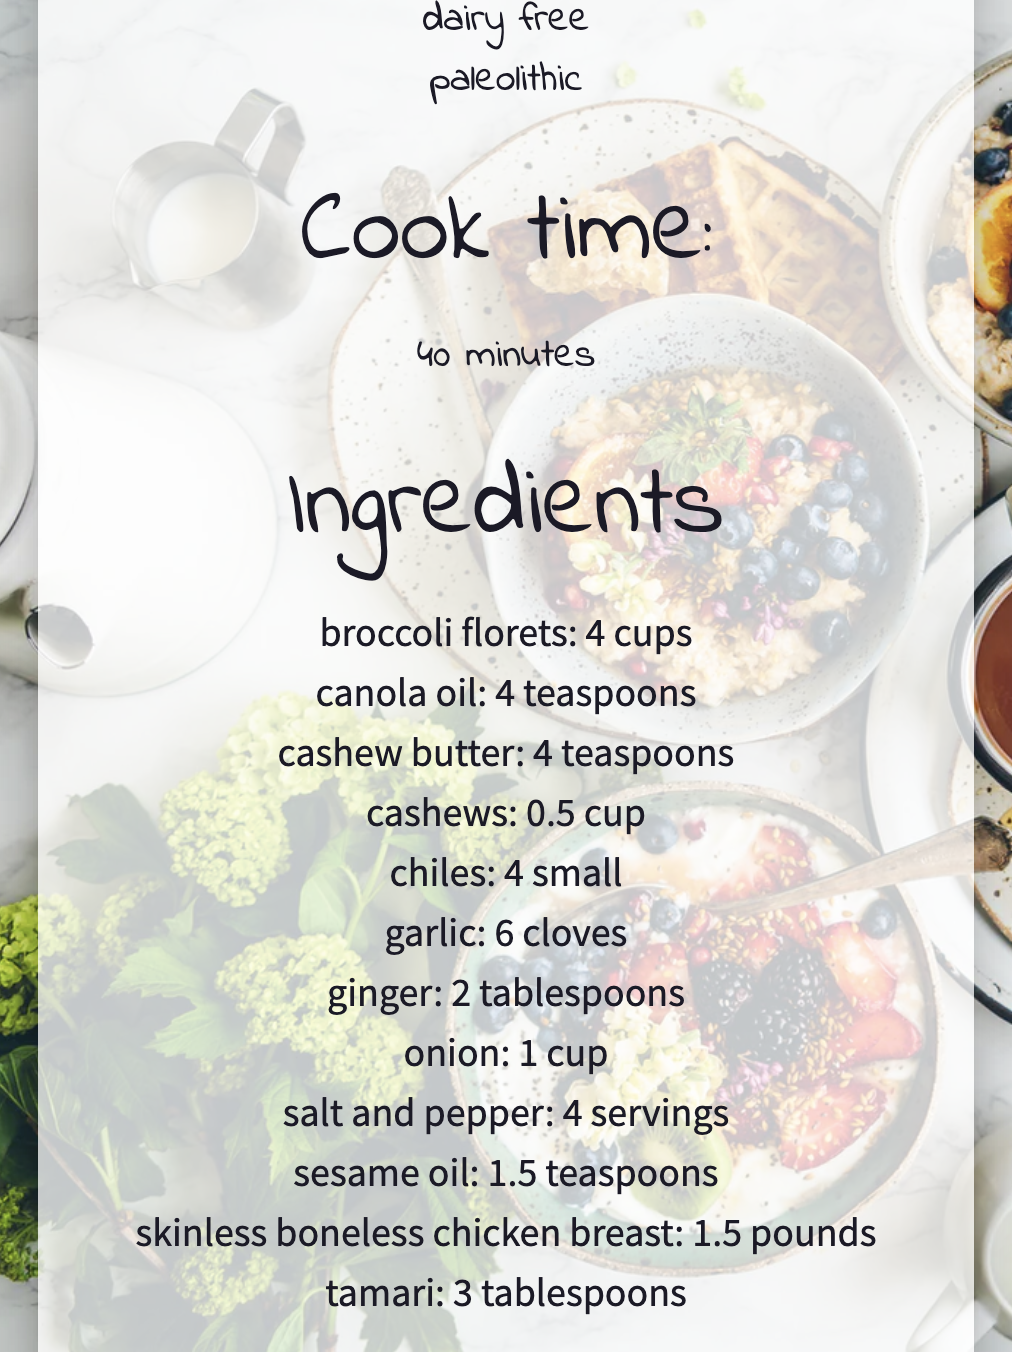 dairy free
paleolithic
Cook time:
40 minutes
Ingredients
broccoli florets: 4 cups
canola oil: 4 teaspoons
cashew butter: 4 teaspoons
cashews: 0.5 cup
chiles: 4 small
garlic: 6 cloves
ginger: 2 tablespoons
onion: 1 cup
salt and pepper: 4 servings
sesame oil: 1.5 teaspoons
skinless boneless chicken breast: 1.5 pounds
tamari: 3 tablespoons